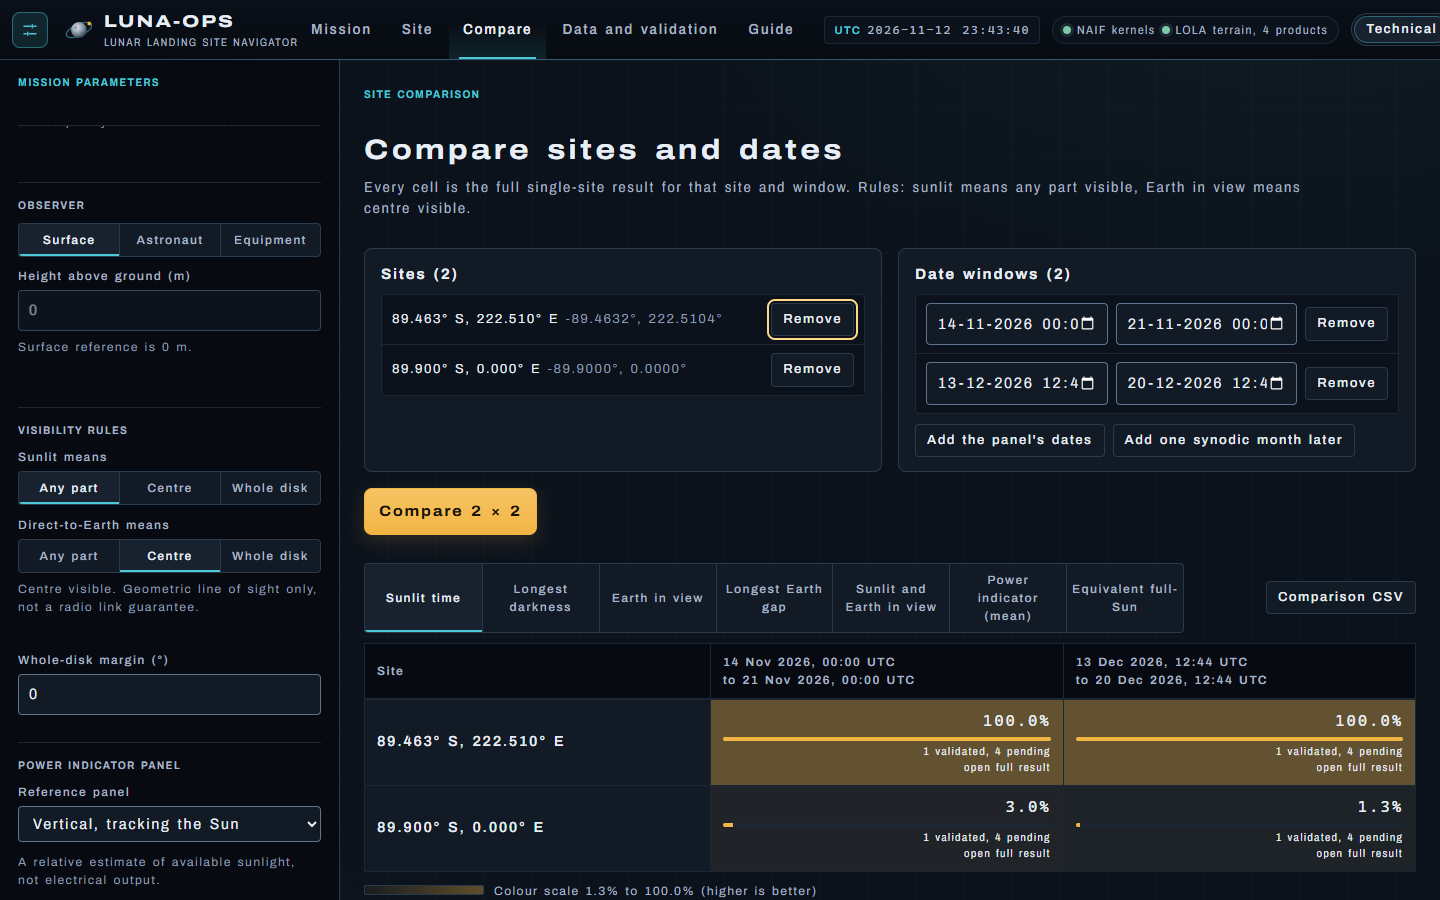 LUNA-OPS
LUNAR LANDING SITE NAVIGATOR
Mission
Site
Compare
Data and validation
Guide
UTC 2026-11-12 23:43:40
NAIF kernels
LOLA terrain, 4 products
Technical
MISSION PARAMETERS
OBSERVER
Surface
Astronaut
Equipment
Height above ground (m)
0
Surface reference is 0 m.
VISIBILITY RULES
Sunlit means
Any part
Centre
Whole disk
Direct-to-Earth means
Any part
Centre
Whole disk
Centre visible. Geometric line of sight only,
not a radio link guarantee.
Whole-disk margin (°)
0
POWER INDICATOR PANEL
Reference panel
Vertical, tracking the Sun
A relative estimate of available sunlight,
not electrical output.
SITE COMPARISON
Compare sites and dates
Every cell is the full single-site result for that site and window. Rules: sunlit means any part visible, Earth in view means
centre visible.
Sites (2)
89.463° S, 222.510° E -89.4632°, 222.5104°
Remove
89.900° S, 0.000° E -89.9000°, 0.0000°
Remove
Date windows (2)
14-11-2026 00:0
21-11-2026 00:0
Remove
13-12-2026 12:4
20-12-2026 12:4
Remove
Add the panel's dates
Add one synodic month later
Compare 2 × 2
Sunlit time
Longest
darkness
Earth in view
Longest Earth
gap
Sunlit and
Earth in view
Power
indicator
(mean)
Equivalent full-
Sun
Comparison CSV
Site
14 Nov 2026, 00:00 UTC
to 21 Nov 2026, 00:00 UTC
13 Dec 2026, 12:44 UTC
to 20 Dec 2026, 12:44 UTC
89.463° S, 222.510° E
100.0%
1 validated, 4 pending
open full result
100.0%
1 validated, 4 pending
open full result
89.900° S, 0.000° E
3.0%
1 validated, 4 pending
open full result
1.3%
1 validated, 4 pending
open full result
Colour scale 1.3% to 100.0% (higher is better)